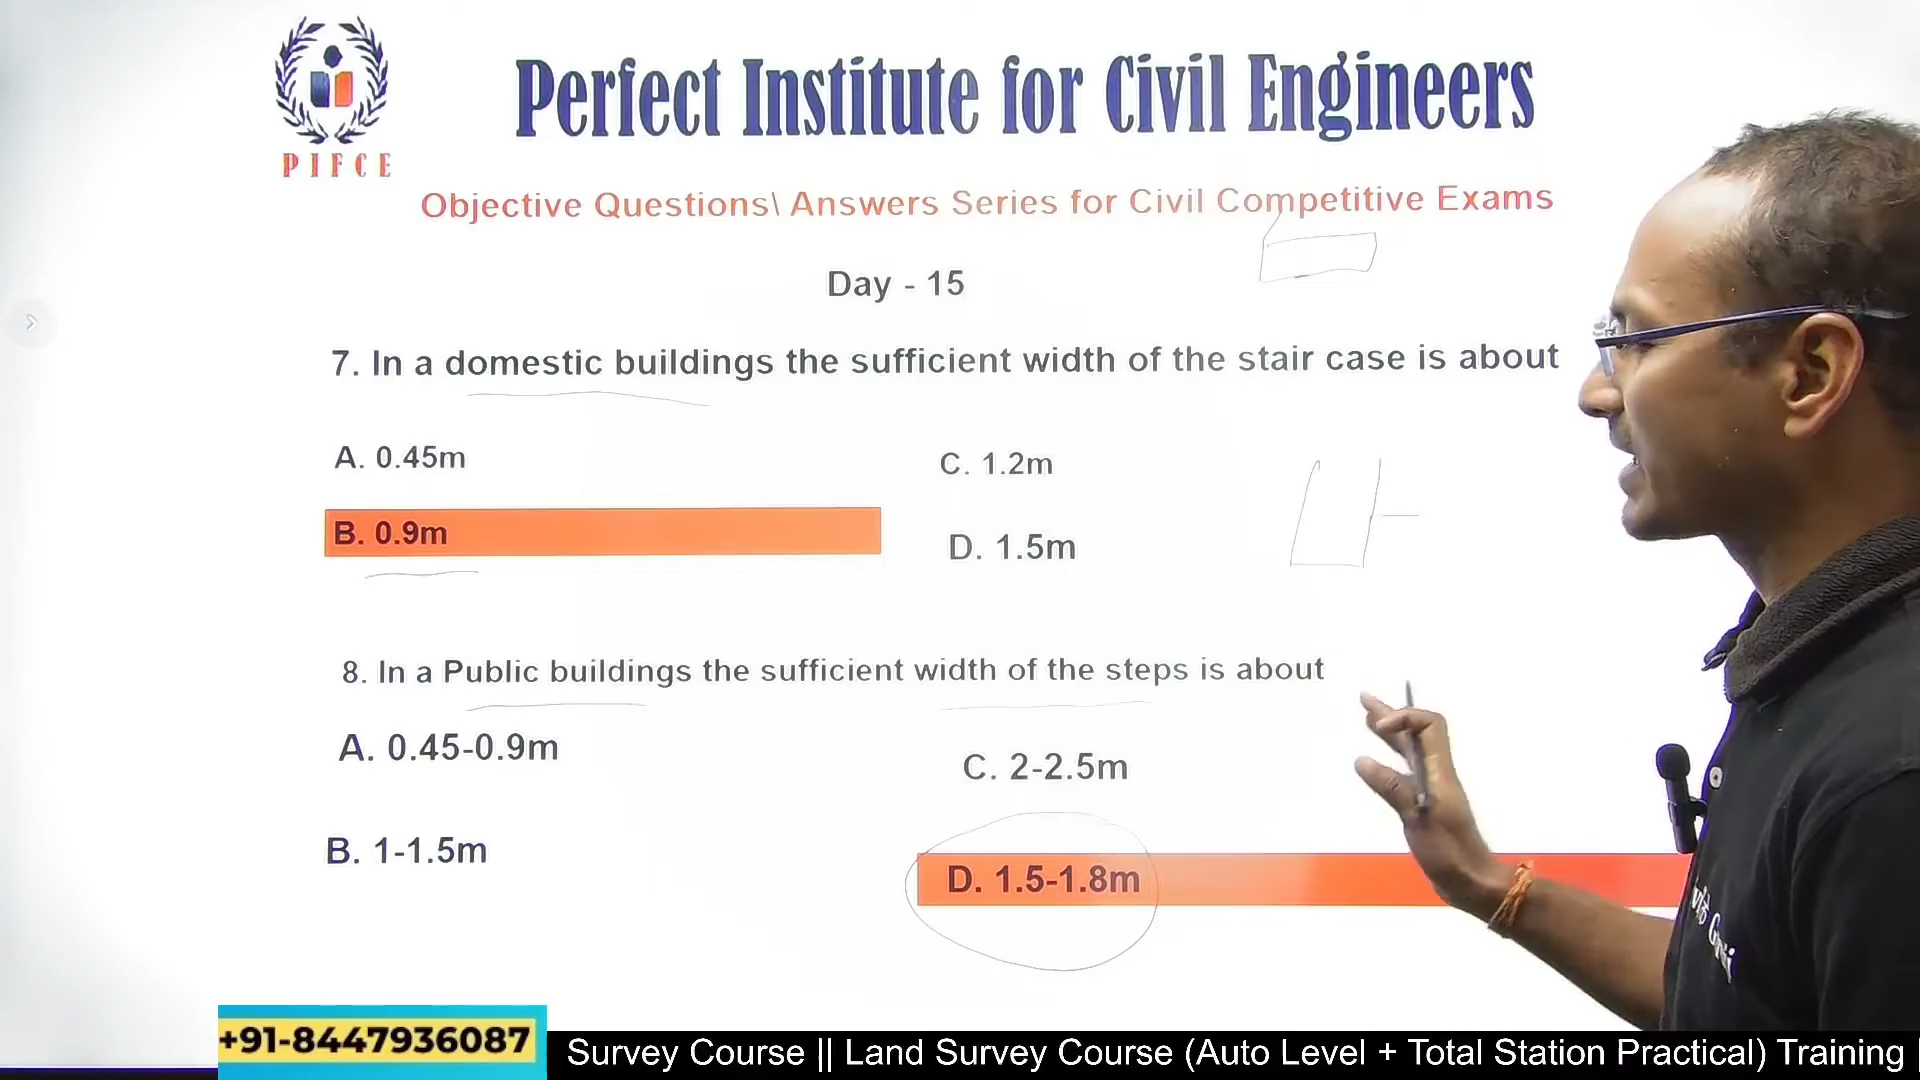 Perfect Institute for Civil Engineers
PIFCE
Objective Questions\ Answers Series for Civil Competitive Exams
Day - 15
7. In a domestic buildings the sufficient width of the stair case is about
A. 0.45m
C. 1.2m
B. 0.9m
D. 1.5m
8. In a Public buildings the sufficient width of the steps is about
A. 0.45-0.9m
C. 2-2.5m
B. 1-1.5m
D. 1.5-1.8m
+91-8447936087
Survey Course || Land Survey Course (Auto Level + Total Station Practical) Training